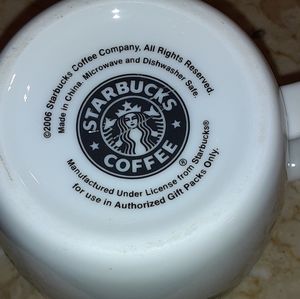 ©2006 Starbucks Coffee Company, All Rights Reserved.
Made in China. Microwave and Dishwasher Safe.
STARBUCKS
COFFEE®
Manufactured Under License from Starbucks®
for use in Authorized Gift Packs Only.